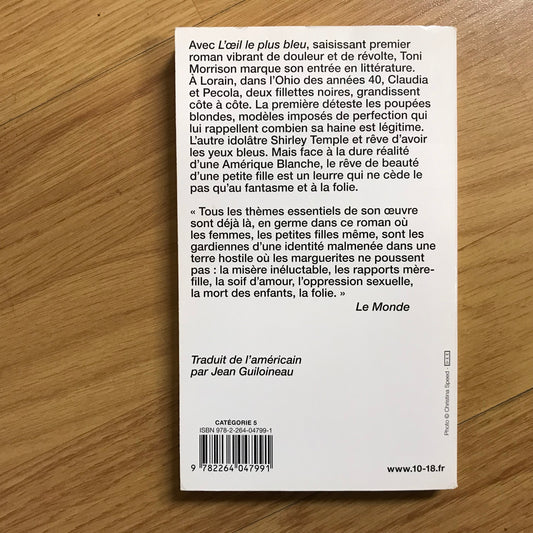 Avec L'œil le plus bleu, saisissant premier
roman vibrant de douleur et de révolte, Toni
Morrison marque son entrée en littérature.
À Lorain, dans l'Ohio des années 40, Claudia
et Pecola, deux fillettes noires, grandissent
côte à côte. La première déteste les poupées
blondes, modèles imposés de perfection qui
lui rappellent combien sa haine est légitime.
L'autre idolâtre Shirley Temple et rêve d'avoir
les yeux bleus. Mais face à la dure réalité
d'une Amérique Blanche, le rêve de beauté
d'une petite fille est un leurre qui ne cède le
pas qu'au fantasme et à la folie.
« Tous les thèmes essentiels de son œuvre
sont déjà là, en germe dans ce roman où
les femmes, les petites filles même, sont les
gardiennes d'une identité malmenée dans une
terre hostile où les marguerites ne poussent
pas : la misère inéluctable, les rapports mère-
fille, la soif d'amour, l'oppression sexuelle,
la mort des enfants, la folie. »
Le Monde
Traduit de l'américain
par Jean Guiloineau
CATÉGORIE 5
ISBN 978-2-264-04799-1
9 782264 047991
www.10-18.fr
Photo © Christina Speed -